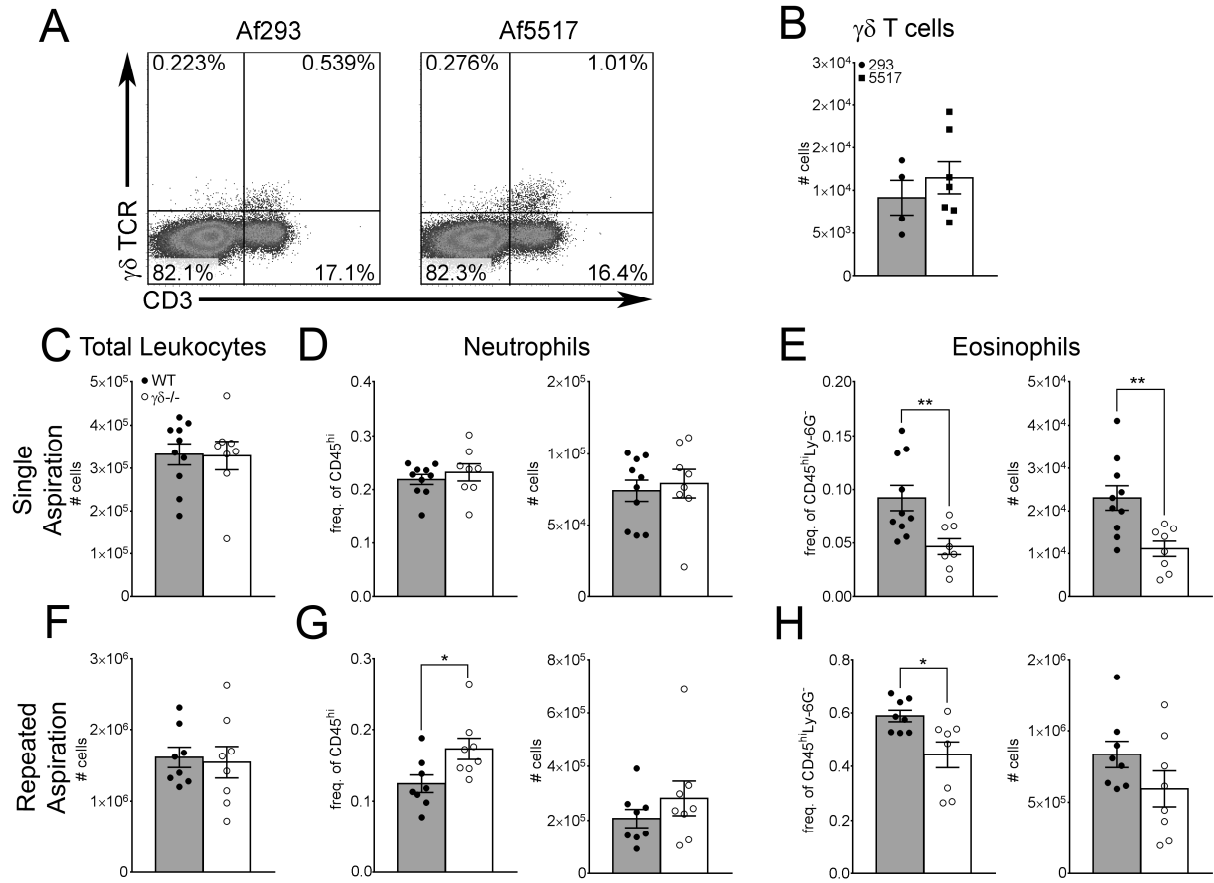 A
Af293
Af5517
0.223%
0.539%
0.276%
1.01%
82.1%
17.1%
82.3%
16.4%
γδ TCR
CD3
B
γδ T cells
293
5517
3×10⁴
2×10⁴
2×10⁴
1×10⁴
5×10³
0
# cells
Single Aspiration
C
Total Leukocytes
WT
γδ-/-
5×10⁵
4×10⁵
3×10⁵
2×10⁵
1×10⁵
0
# cells
D
Neutrophils
0.4
0.3
0.2
0.1
0.0
freq. of CD45ʰⁱ
2×10⁵
1×10⁵
5×10⁴
0
# cells
E
Eosinophils
0.20
0.15
0.10
0.05
0.00
freq. of CD45ʰⁱLy-6G⁻
**
5×10⁴
4×10⁴
3×10⁴
2×10⁴
1×10⁴
0
# cells
**
Repeated Aspiration
F
3×10⁶
2×10⁶
1×10⁶
0
# cells
G
0.3
0.2
0.1
0.0
freq. of CD45ʰⁱ
*
8×10⁵
6×10⁵
4×10⁵
2×10⁵
0
# cells
H
0.8
0.6
0.4
0.2
0.0
freq. of CD45ʰⁱLy-6G⁻
*
2×10⁶
2×10⁶
1×10⁶
5×10⁵
0
# cells